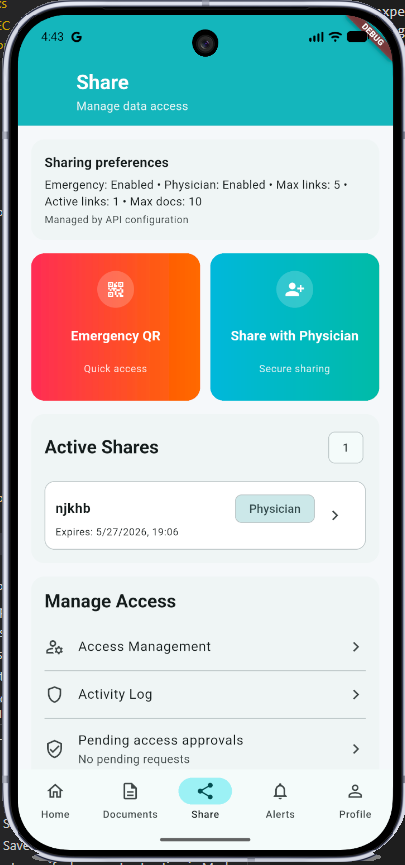 4:43 G
DEBUG
Share
Manage data access
Sharing preferences
Emergency: Enabled • Physician: Enabled • Max links: 5 •
Active links: 1 • Max docs: 10
Managed by API configuration
Emergency QR
Quick access
Share with Physician
Secure sharing
Active Shares
1
njkhb
Physician
Expires: 5/27/2026, 19:06
Manage Access
Access Management
Activity Log
Pending access approvals
No pending requests
Home
Documents
Share
Alerts
Profile